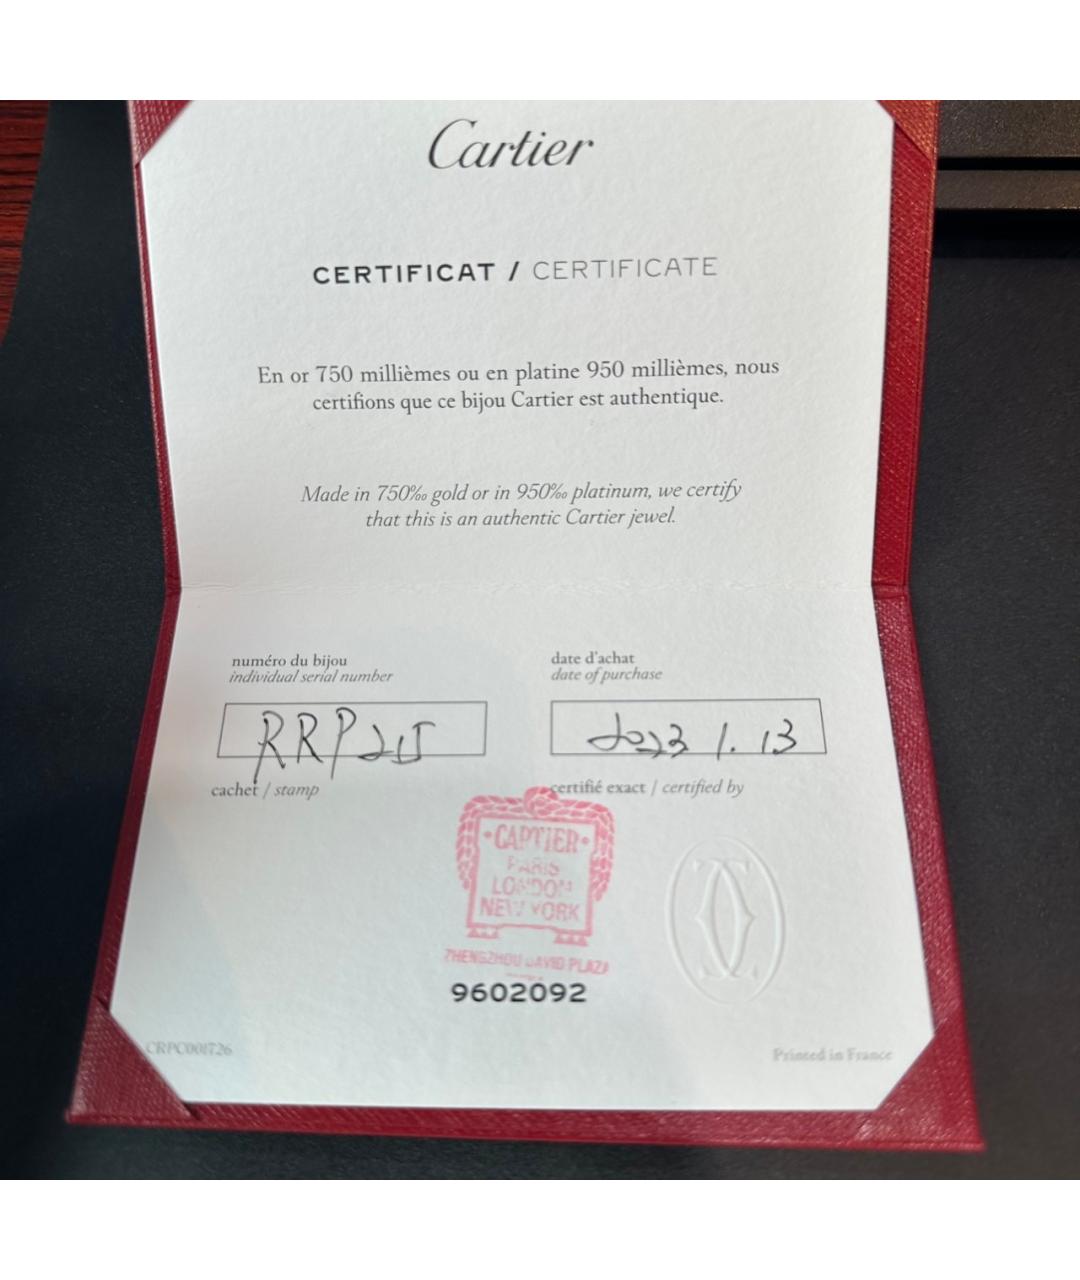 Cartier
CERTIFICAT / CERTIFICATE
En or 750 millièmes ou en platine 950 millièmes, nous
certifions que ce bijou Cartier est authentique.
Made in 750‰ gold or in 950‰ platinum, we certify
that this is an authentic Cartier jewel.
numéro du bijou
individual serial number
date d'achat
date of purchase
RRP215
2023 1. 13
cachet / stamp
certifié exact / certified by
CARTIER
PARIS
LONDON
NEW YORK
ZHENGZHOU DAVID PLAZA
9602092
CRPC001726
Printed in France